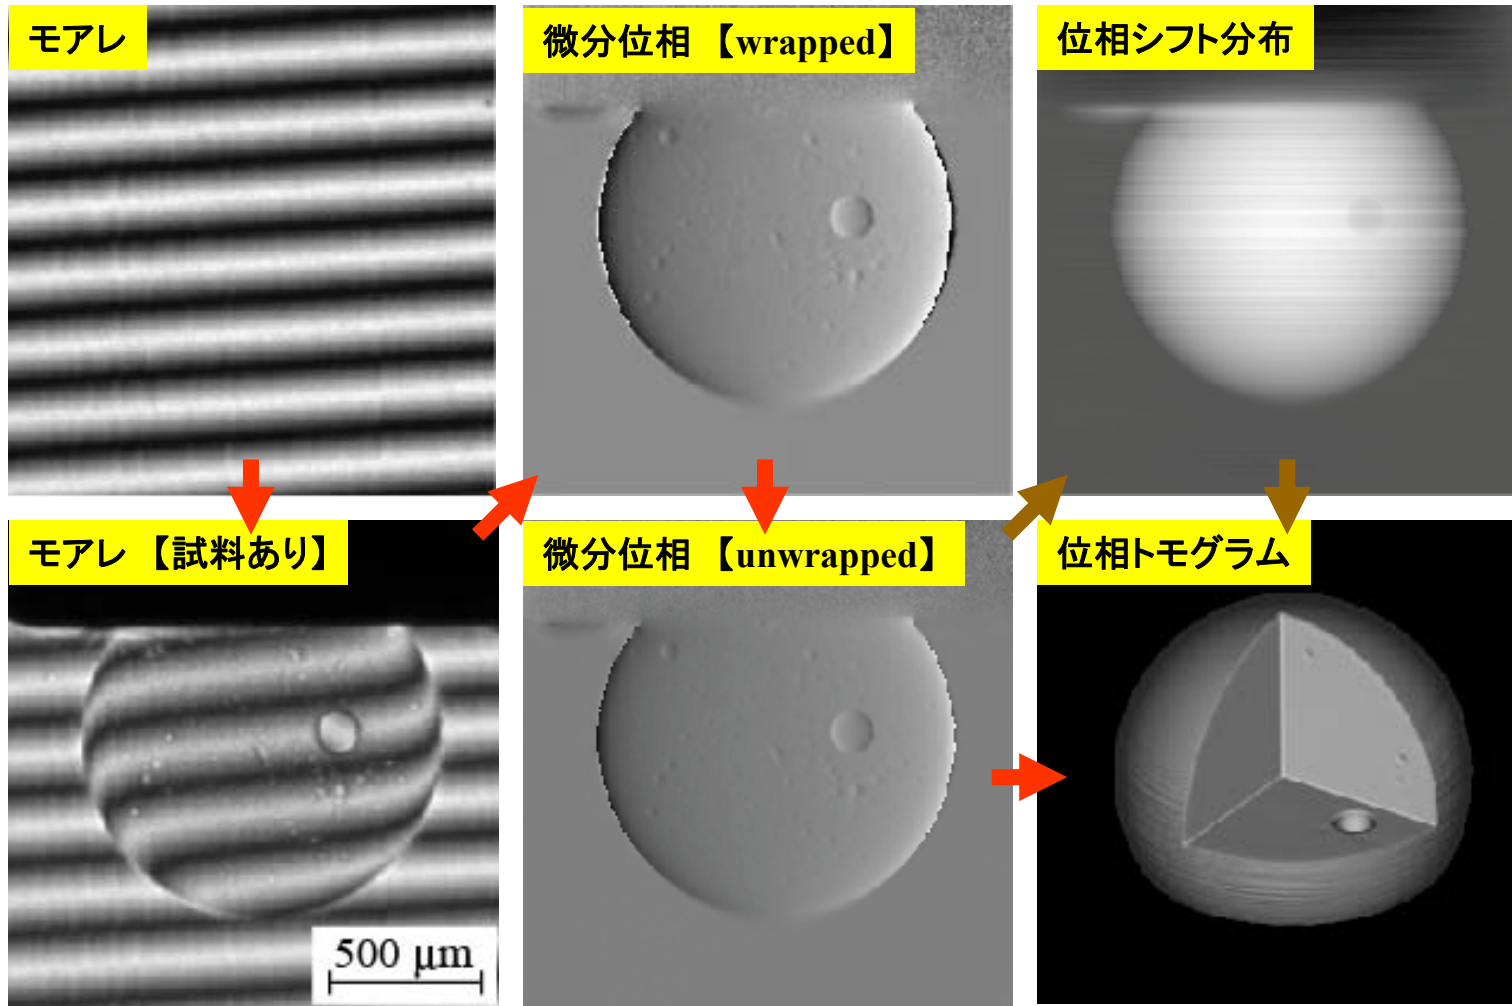 モアレ
微分位相 【wrapped】
位相シフト分布
モアレ 【試料あり】
微分位相 【unwrapped】
位相トモグラム
500 μm